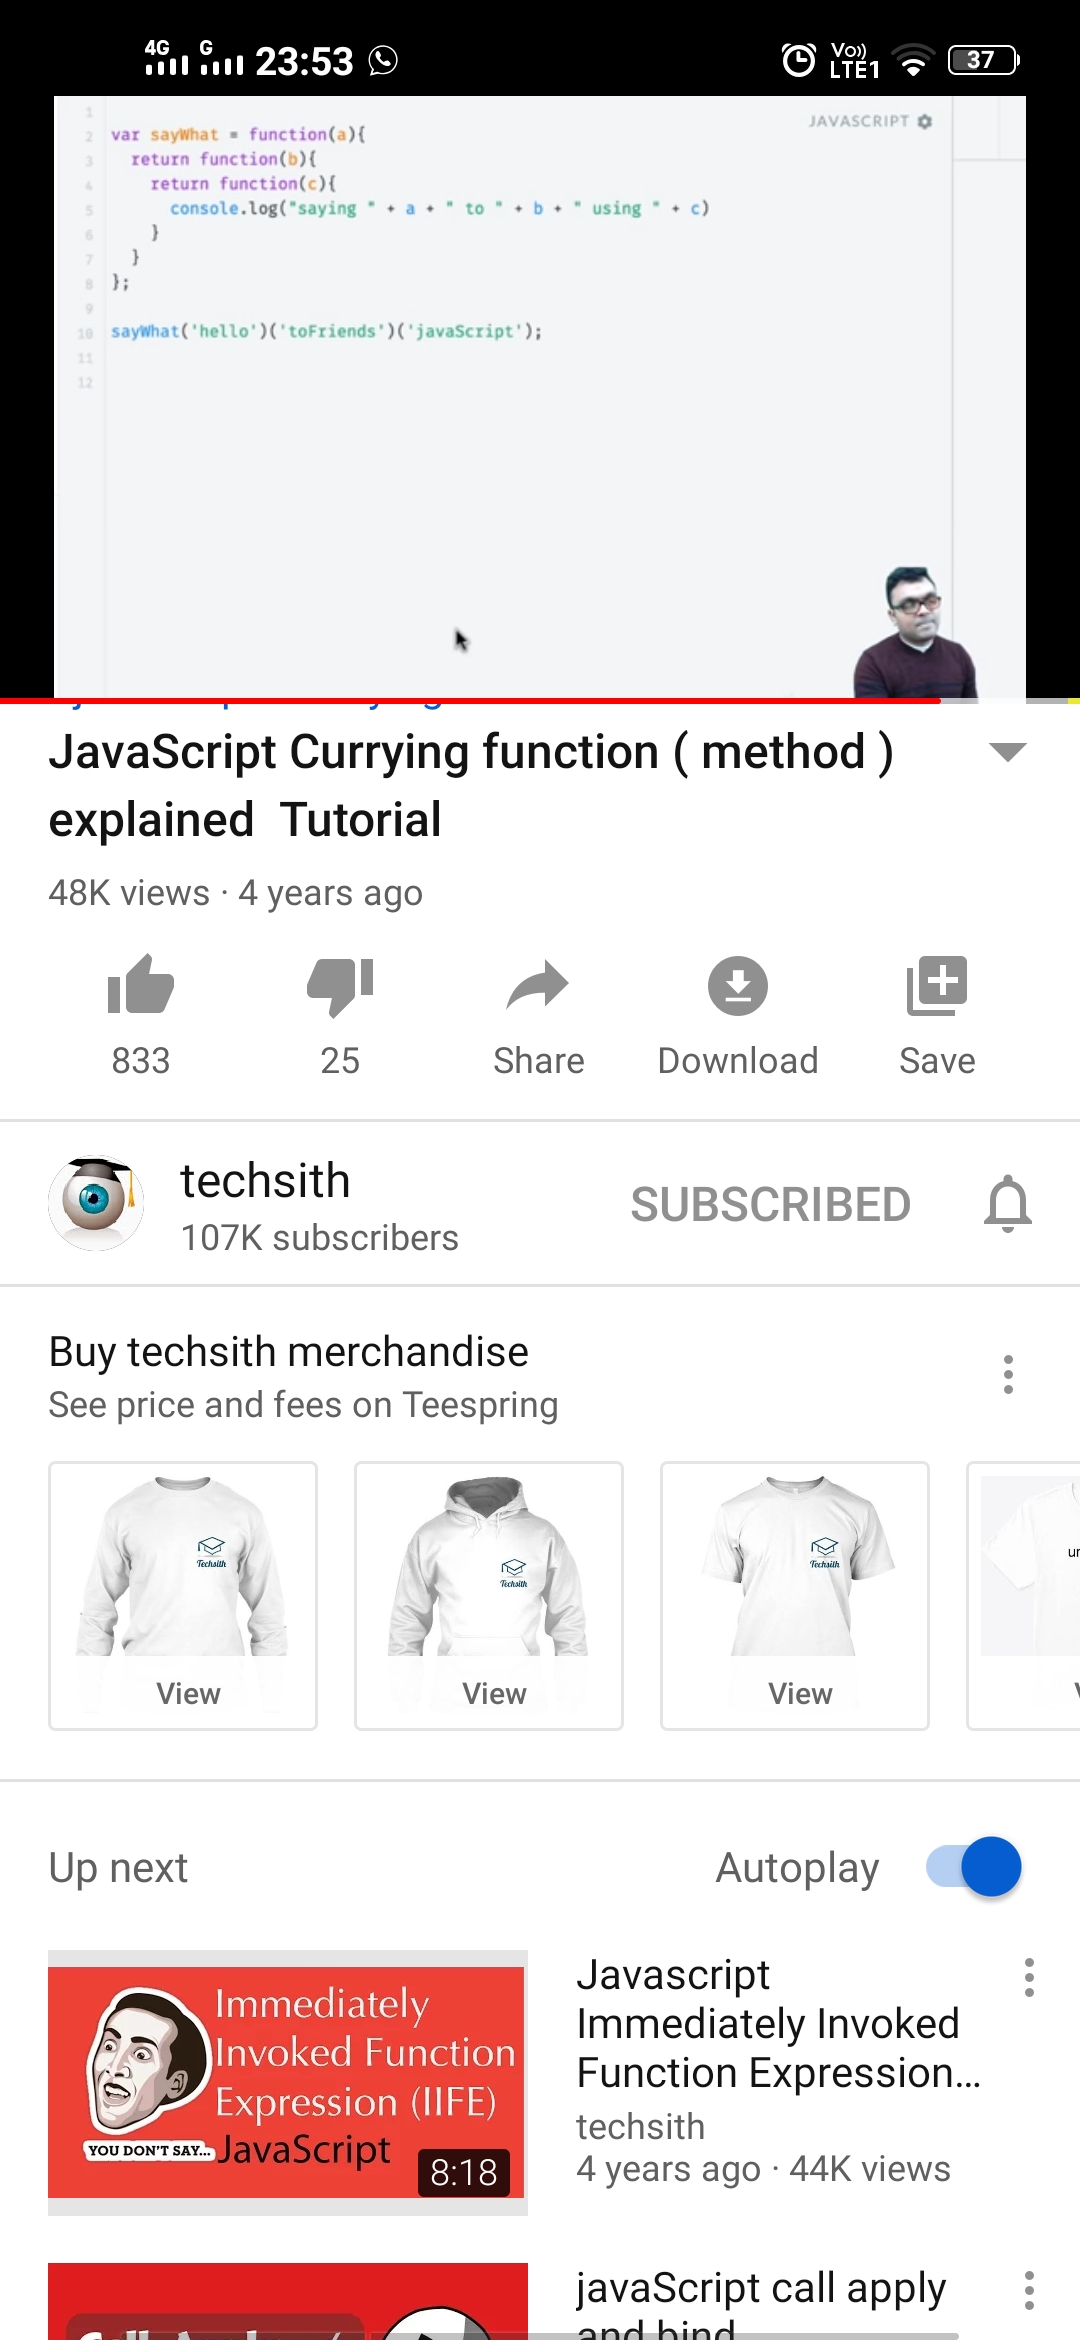 4G G 23:53 Vo)) LTE1 37
JAVASCRIPT
1
2 var sayWhat = function(a){
3 return function(b){
4 return function(c){
5 console.log("saying " + a + " to " + b + " using " + c)
6 }
7 }
8 };
9
10 sayWhat('hello')('toFriends')('javaScript');
11
12
JavaScript Currying function ( method )
explained Tutorial
48K views · 4 years ago
833 25 Share Download Save
techsith
107K subscribers
SUBSCRIBED
Buy techsith merchandise
See price and fees on Teespring
Techsith Techsith Techsith
View View View
Up next Autoplay
Immediately
Invoked Function
Expression (IIFE)
YOU DON'T SAY... JavaScript
8:18
Javascript
Immediately Invoked
Function Expression...
techsith
4 years ago · 44K views
javaScript call apply
and bind